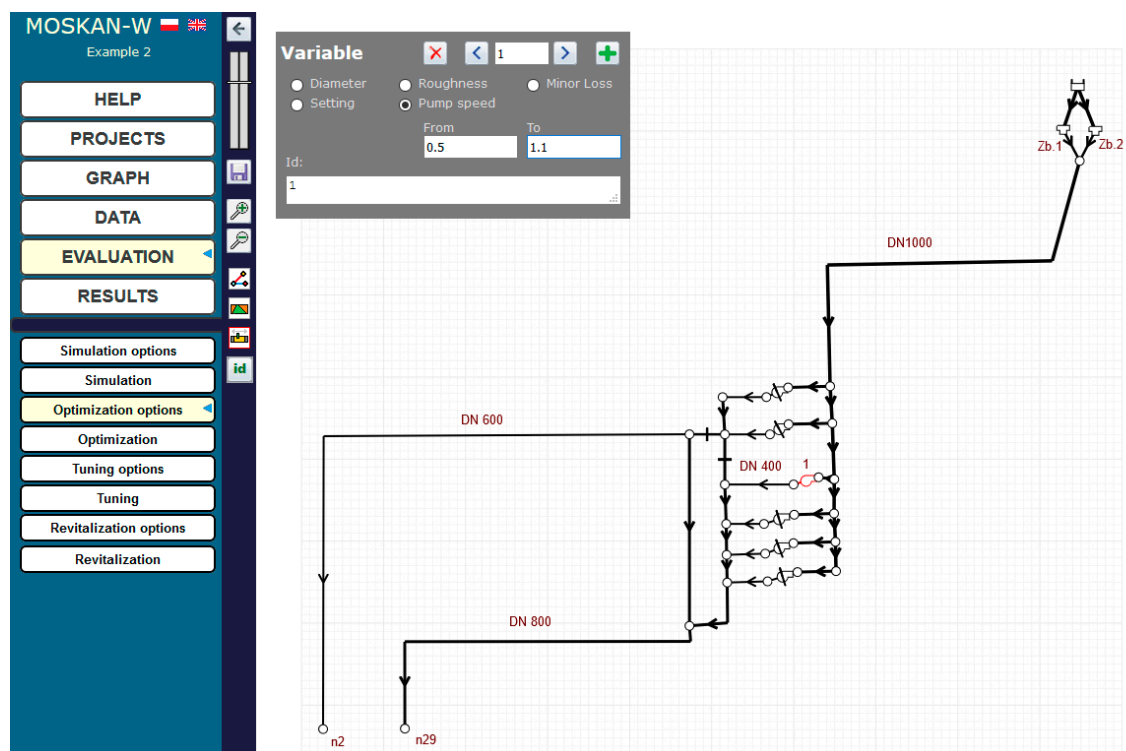 MOSKAN-W
Example 2
HELP
PROJECTS
GRAPH
DATA
EVALUATION
RESULTS
Simulation options
Simulation
Optimization options
Optimization
Tuning options
Tuning
Revitalization options
Revitalization
id
Variable
1
Diameter
Roughness
Minor Loss
Setting
Pump speed
From
To
0.5
1.1
Id:
1
Zb.1
Zb.2
DN1000
DN 600
DN 400
1
DN 800
n2
n29